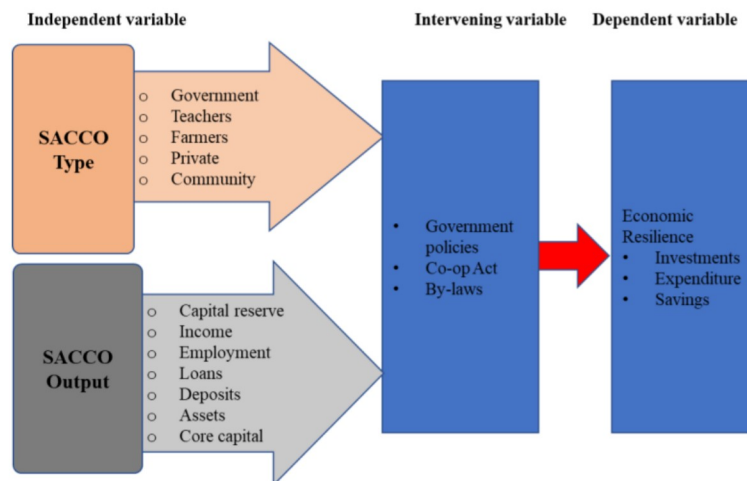 Independent variable
Intervening variable
Dependent variable
SACCO
Type
o Government
o Teachers
o Farmers
o Private
o Community
SACCO
Output
o Capital reserve
o Income
o Employment
o Loans
o Deposits
o Assets
o Core capital
• Government
policies
• Co-op Act
• By-laws
Economic
Resilience
• Investments
• Expenditure
• Savings